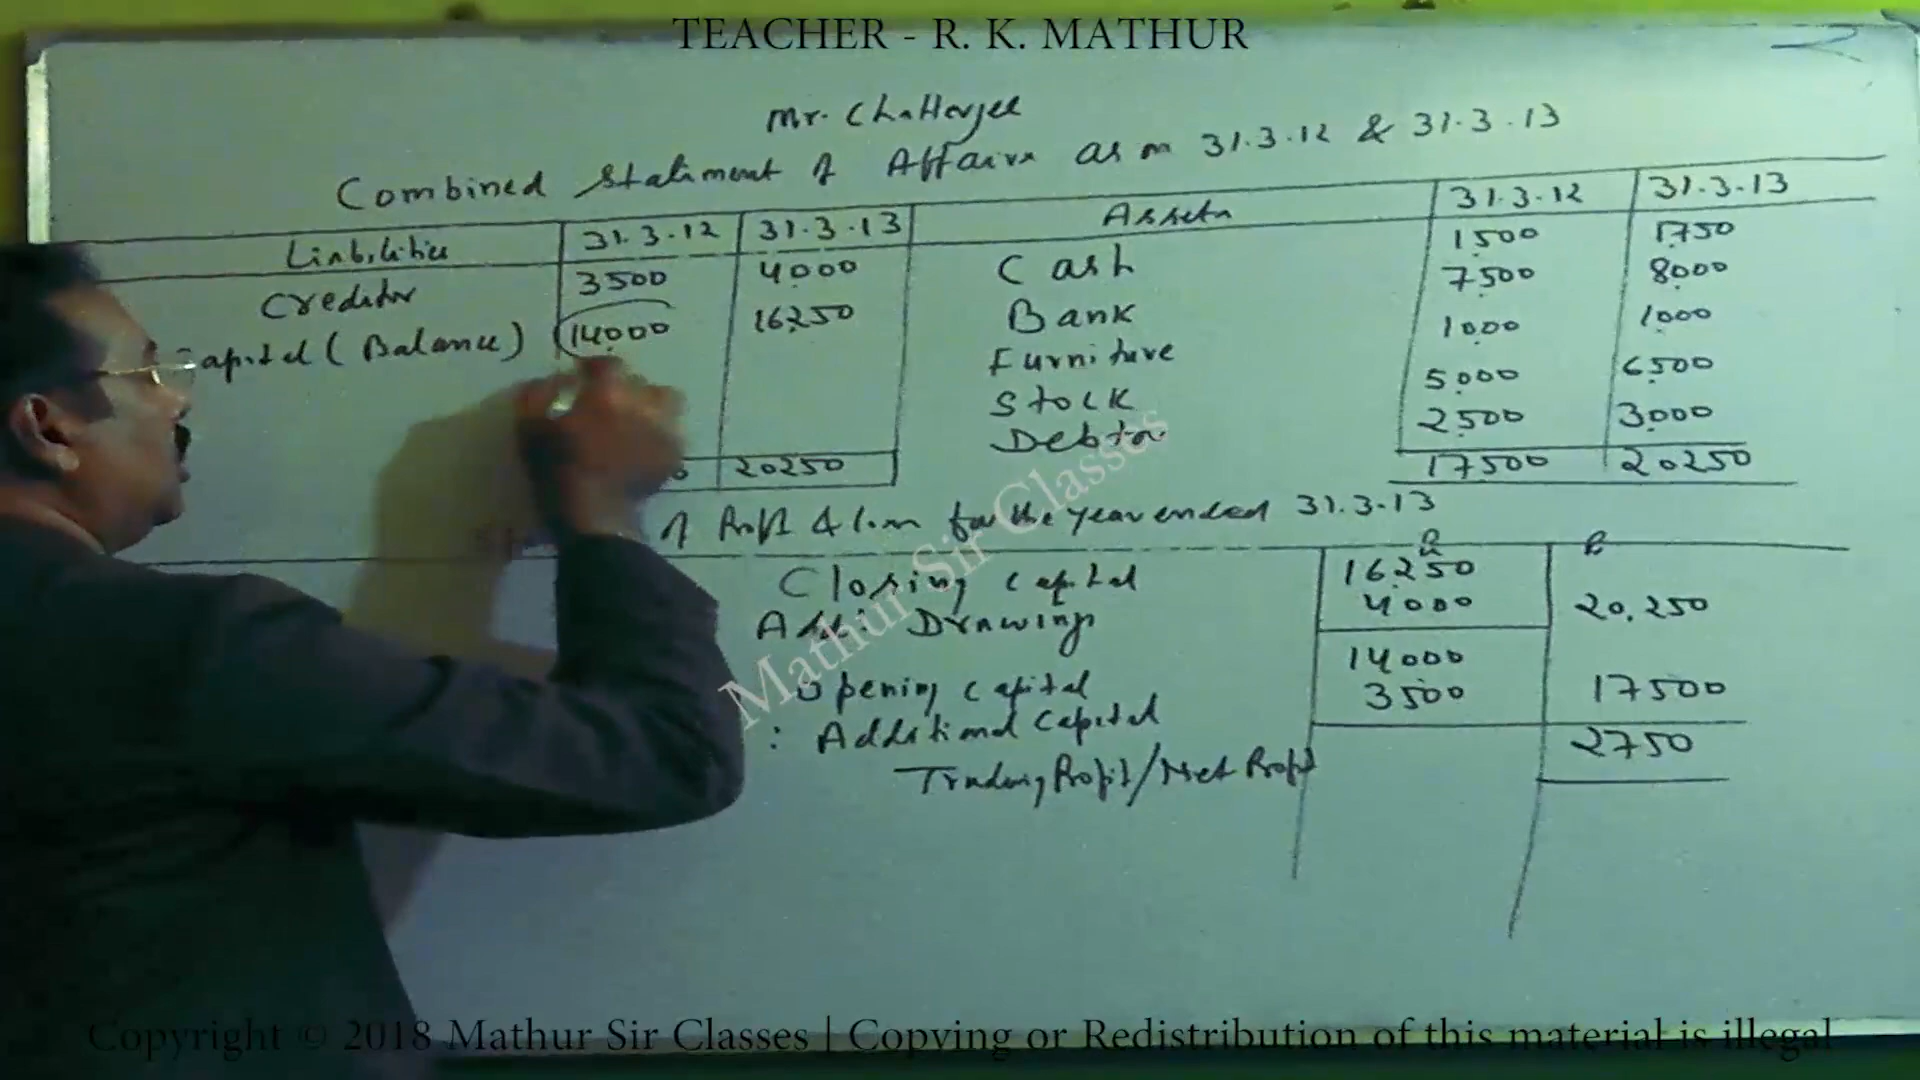 TEACHER - R. K. MATHUR
Mr. Chatterjee
Combined Statement of Affairs as on 31.3.12 & 31.3.13
Liabilities 31.3.12 31.3.13 Assets 31.3.12 31.3.13
Creditor 3500 4000 Cash 1500 1750
Capital (Balance) 14000 16250 Bank 7500 8000
Furniture 1000 1000
Stock 5000 6500
Debtor 2500 3000
20250 17500 20250
of Profit & loss for the year ended 31.3.13
Closing Capital 16250
Add: Drawings 4000 20,250
Opening Capital 14000
: Additional Capital 3500 17500
Trading Profit/Net Profit 2750
Mathur Sir Classes
Copyright © 2018 Mathur Sir Classes | Copying or Redistribution of this material is illegal